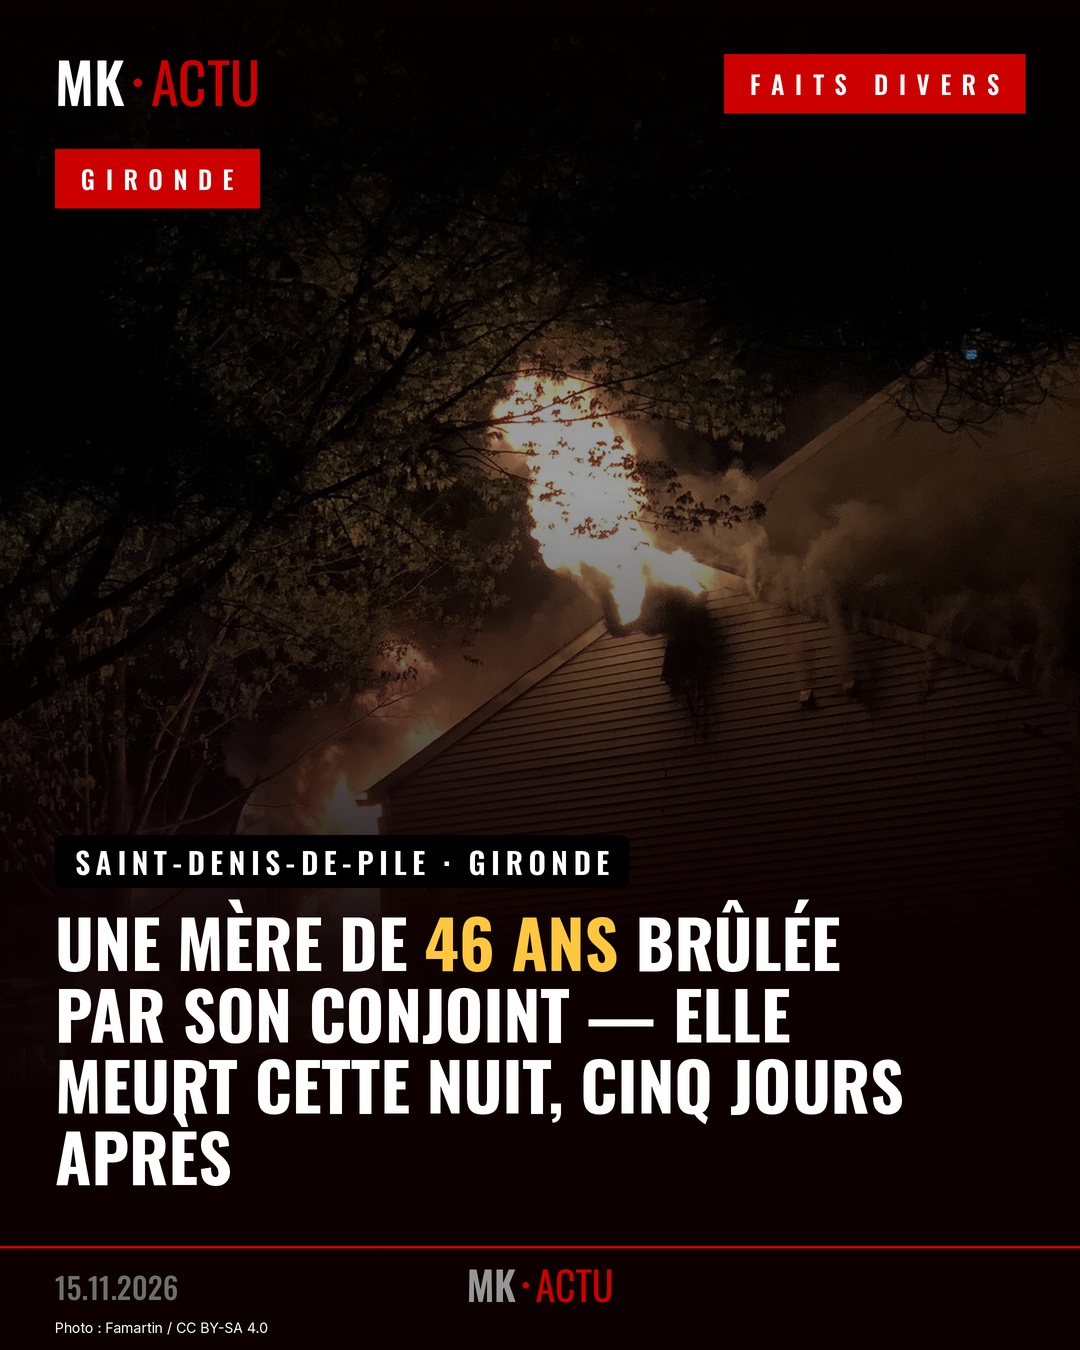 MK·ACTU
FAITS DIVERS
GIRONDE
SAINT-DENIS-DE-PILE · GIRONDE
UNE MÈRE DE 46 ANS BRÛLÉE
PAR SON CONJOINT — ELLE
MEURT CETTE NUIT, CINQ JOURS
APRÈS
15.11.2026
MK·ACTU
Photo : Famartin / CC BY-SA 4.0